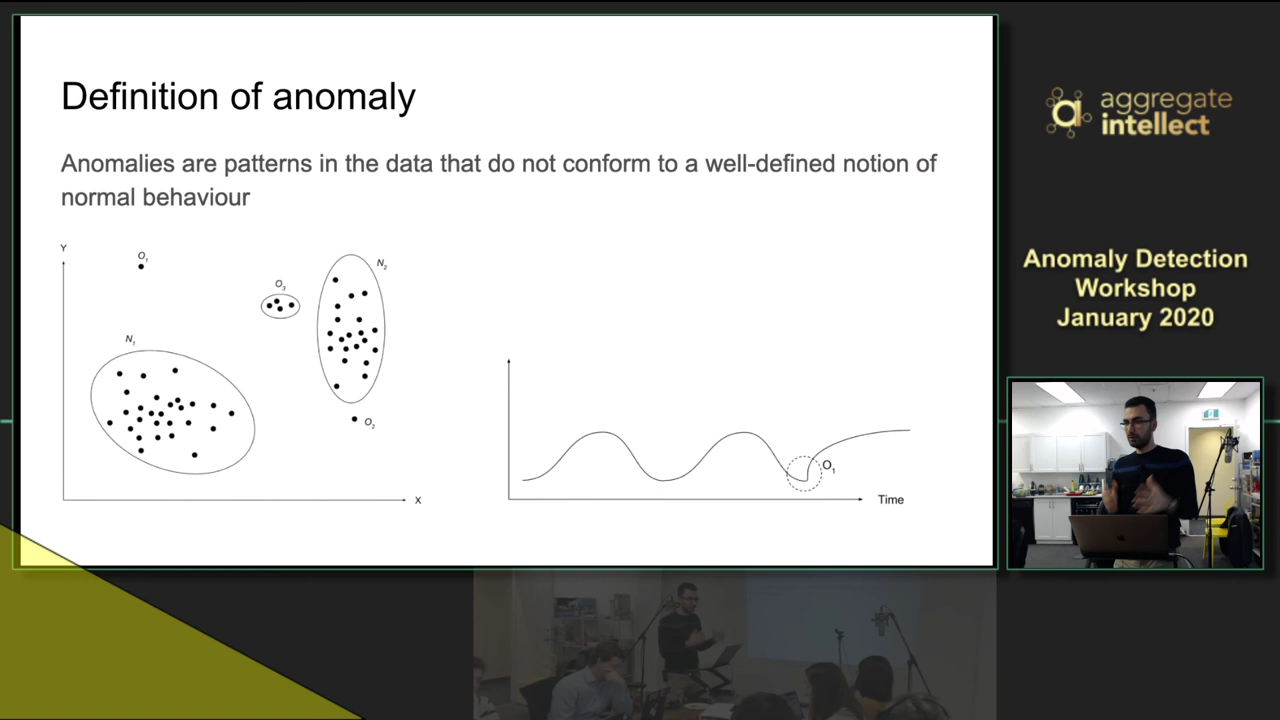 Definition of anomaly
Anomalies are patterns in the data that do not conform to a well-defined notion of
normal behaviour
Y
O₁
O₃
N₂
N₁
O₂
X
O₁
Time
aggregate
intellect
Anomaly Detection
Workshop
January 2020